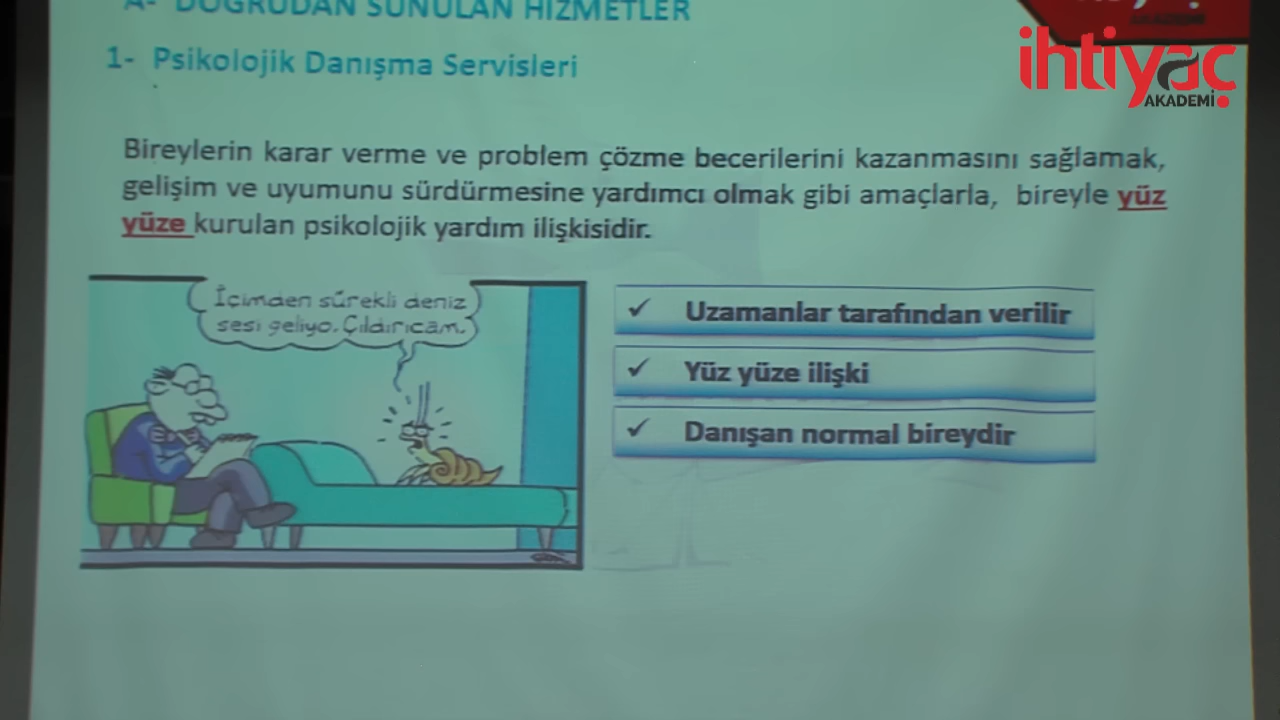 A- DOĞRUDAN SUNULAN HİZMETLER
ihtiyaç
AKADEMİ
1- Psikolojik Danışma Servisleri
Bireylerin karar verme ve problem çözme becerilerini kazanmasını sağlamak,
gelişim ve uyumunu sürdürmesine yardımcı olmak gibi amaçlarla, bireyle yüz
yüze kurulan psikolojik yardım ilişkisidir.
İçimden sürekli deniz
sesi geliyo. Çıldırıcam.
✓ Uzamanlar tarafından verilir
✓ Yüz yüze ilişki
✓ Danışan normal bireydir